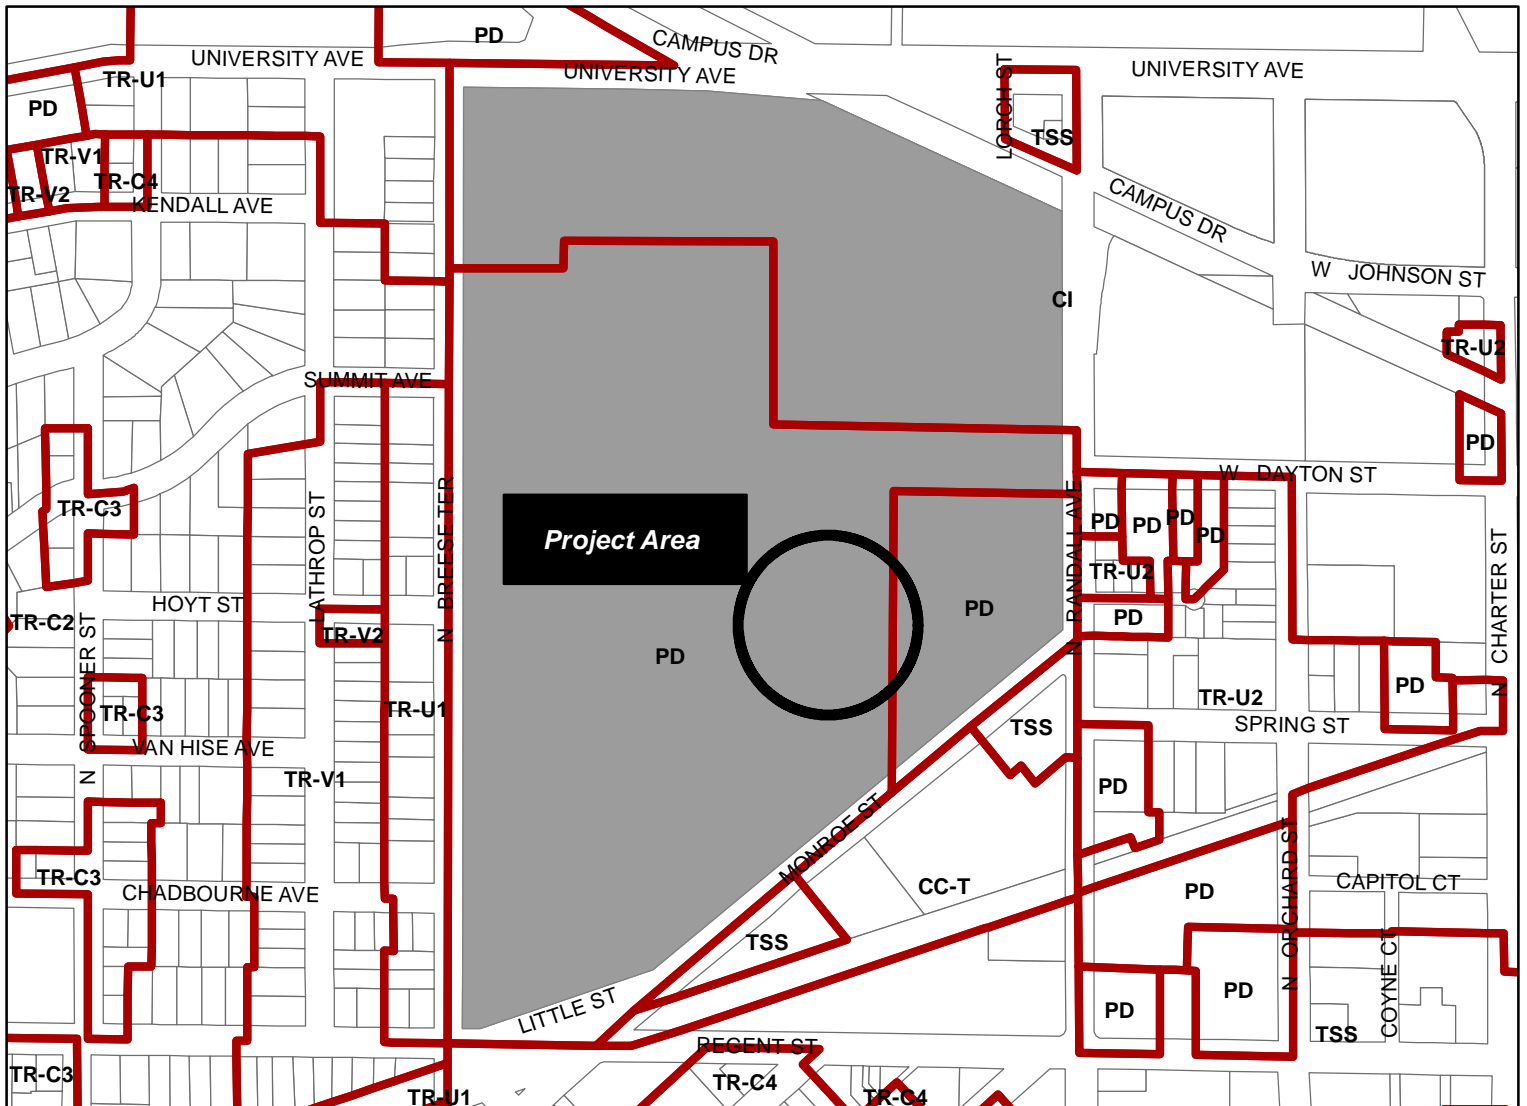 PD
CAMPUS DR
UNIVERSITY AVE
UNIVERSITY AVE
UNIVERSITY AVE
TR-U1
PD
LORCH ST
TSS
TR-V1
TR-C4
TR-V2
KENDALL AVE
CAMPUS DR
W JOHNSON ST
CI
TR-U2
SUMMIT AVE
PD
W DAYTON ST
TR-C3
LATHROP ST
N BREESE TER
Project Area
N RANDALL AVE
PD
PD
PD
PD
TR-U2
N CHARTER ST
HOYT ST
TR-C2
TR-V2
PD
PD
PD
N SPOONER ST
TR-C3
TR-U1
TR-U2
PD
VAN HISE AVE
TSS
SPRING ST
TR-V1
PD
MONROE ST
TR-C3
CHADBOURNE AVE
CC-T
PD
N ORCHARD ST
CAPITOL CT
TSS
COYNE CT
PD
PD
LITTLE ST
TSS
REGENT ST
TR-C3
TR-C4
TR-U1
TR-C4